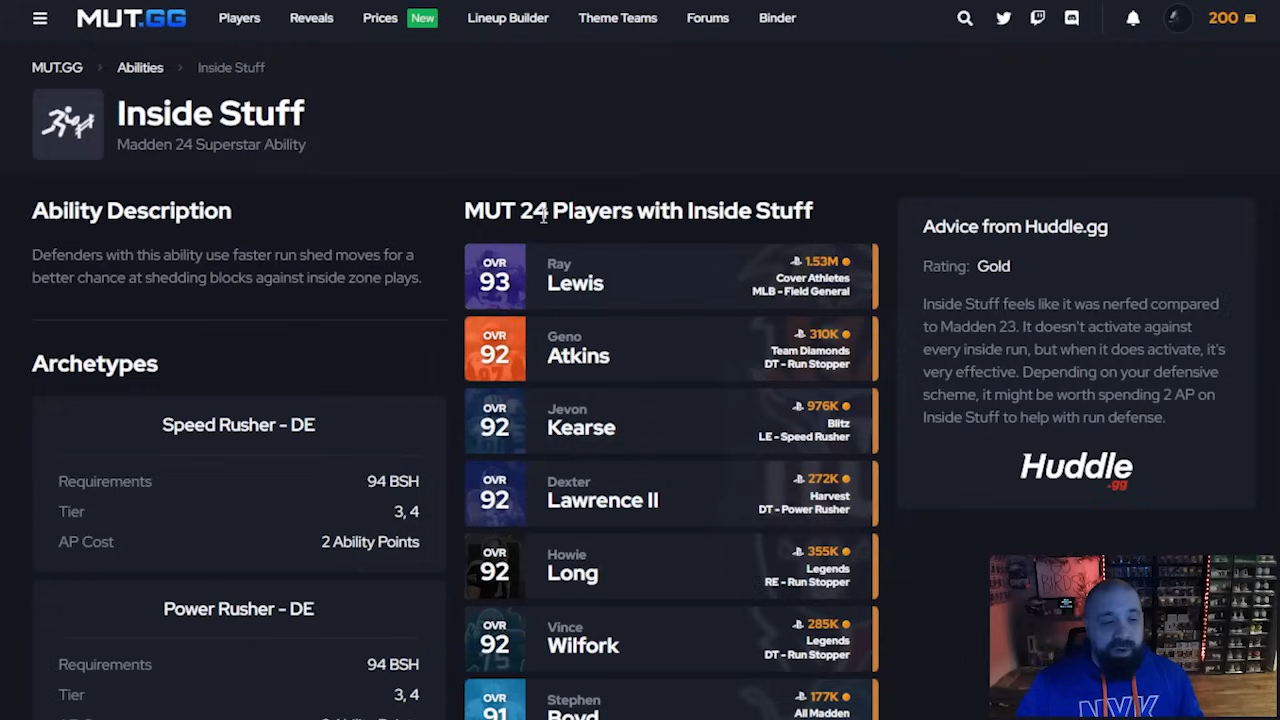 MUT.GG
Players
Reveals
Prices
New
Lineup Builder
Theme Teams
Forums
Binder
200
MUT.GG
Abilities
Inside Stuff
Inside Stuff
Madden 24 Superstar Ability
Ability Description
Defenders with this ability use faster run shed moves for a
better chance at shedding blocks against inside zone plays.
Archetypes
Speed Rusher - DE
Requirements 94 BSH
Tier 3, 4
AP Cost 2 Ability Points
Power Rusher - DE
Requirements 94 BSH
Tier 3, 4
MUT 24 Players with Inside Stuff
OVR
93
Ray
Lewis
1.53M
Cover Athletes
MLB - Field General
OVR
92
Geno
Atkins
310K
Team Diamonds
DT - Run Stopper
OVR
92
Jevon
Kearse
976K
Blitz
LE - Speed Rusher
OVR
92
Dexter
Lawrence II
272K
Harvest
DT - Power Rusher
OVR
92
Howie
Long
355K
Legends
RE - Run Stopper
OVR
92
Vince
Wilfork
285K
Legends
DT - Run Stopper
OVR
91
Stephen
Boyd
177K
All Madden
Advice from Huddle.gg
Rating: Gold
Inside Stuff feels like it was nerfed compared
to Madden 23. It doesn't activate against
every inside run, but when it does activate, it's
very effective. Depending on your defensive
scheme, it might be worth spending 2 AP on
Inside Stuff to help with run defense.
Huddle
.gg
BIRDS